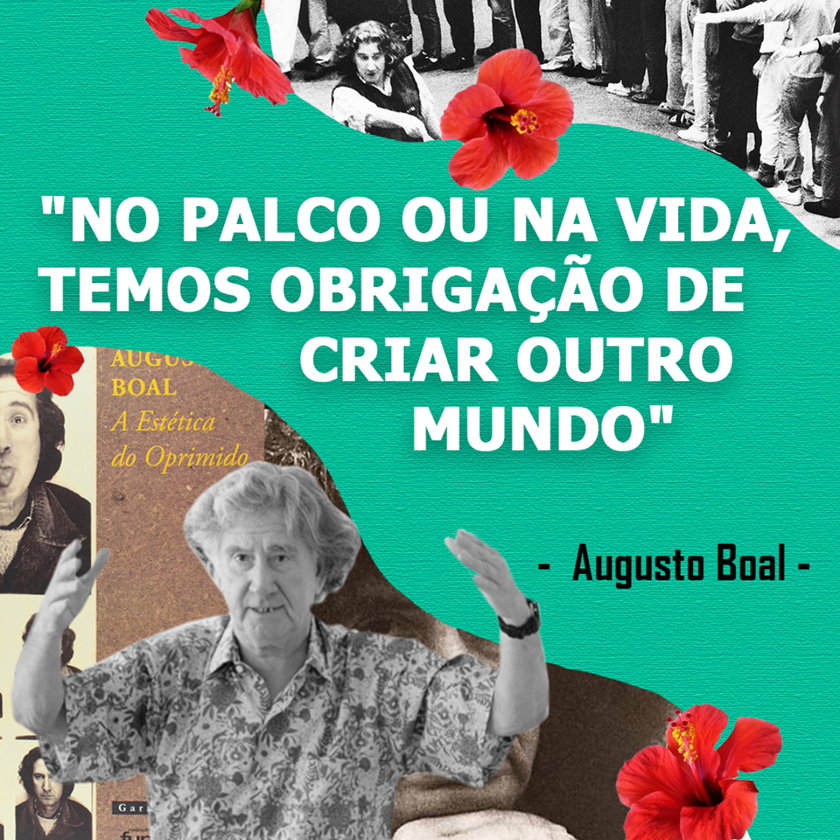 "NO PALCO OU NA VIDA,
TEMOS OBRIGAÇÃO DE
CRIAR OUTRO
MUNDO"
AUGUS
BOAL
A Estética
do Oprimido
- Augusto Boal -
Gar